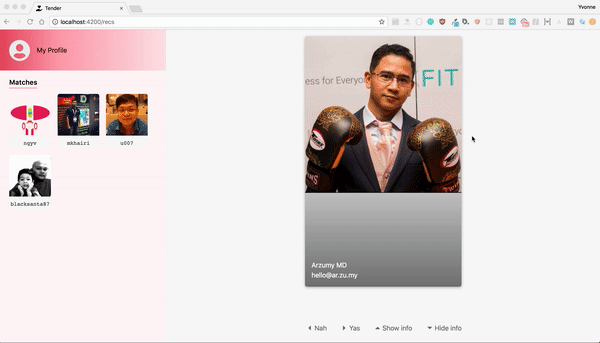 Tender
Yvonne
localhost:4200/recs
My Profile
Matches
ngyv
mkhairi
u007
blacksanta87
ess for Everyo
FIT
Arzumy MD
hello@ar.zu.my
Nah
Yas
Show info
Hide info